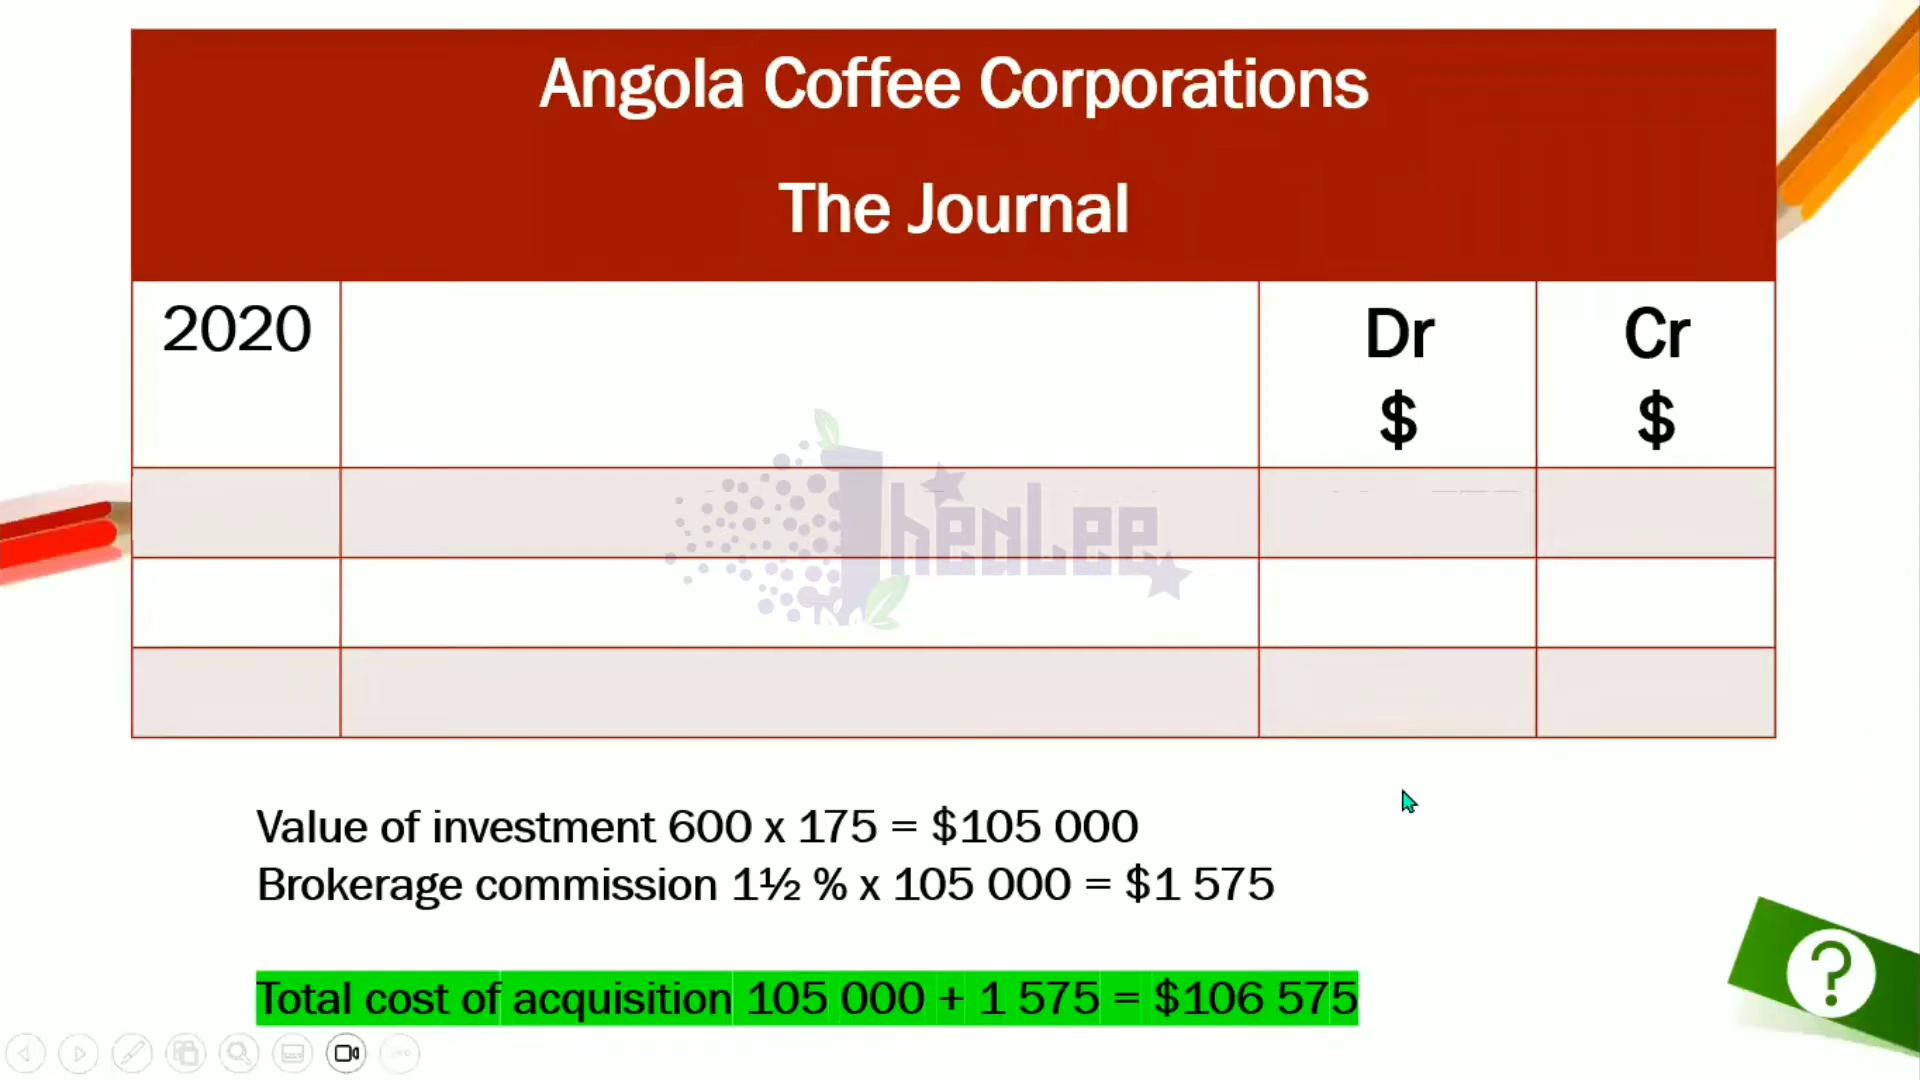 Angola Coffee Corporations
The Journal
2020
Dr
$
Cr
$
ThenLee
Value of investment 600 x 175 = $105 000
Brokerage commission 1½ % x 105 000 = $1 575
Total cost of acquisition 105 000 + 1 575 = $106 575
?